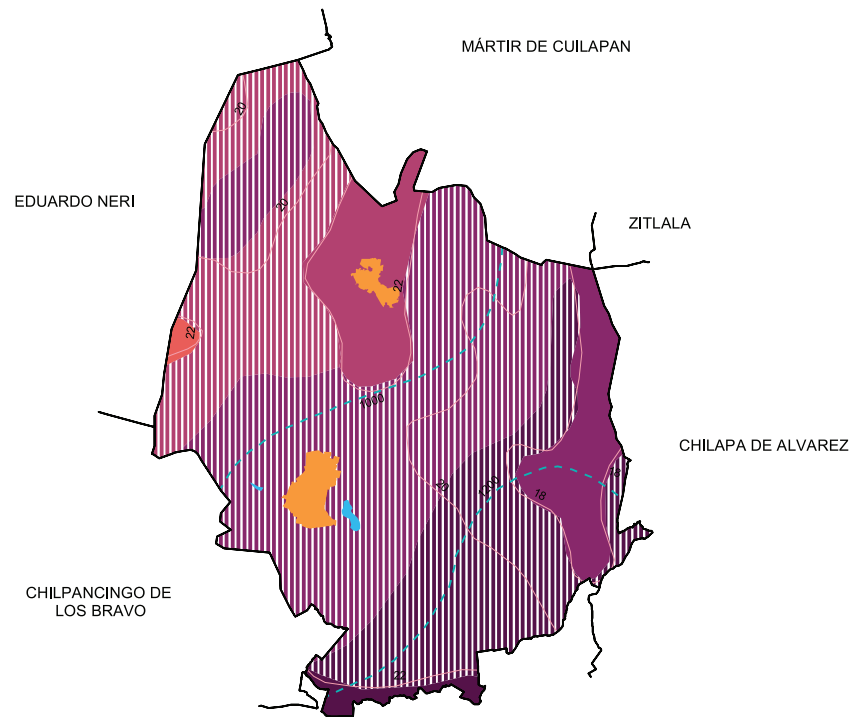 MÁRTIR DE CUILAPAN
20
EDUARDO NERI
20
ZITLALA
22
22
1000
CHILAPA DE ALVAREZ
18
20
1200
18
CHILPANCINGO DE
LOS BRAVO
22